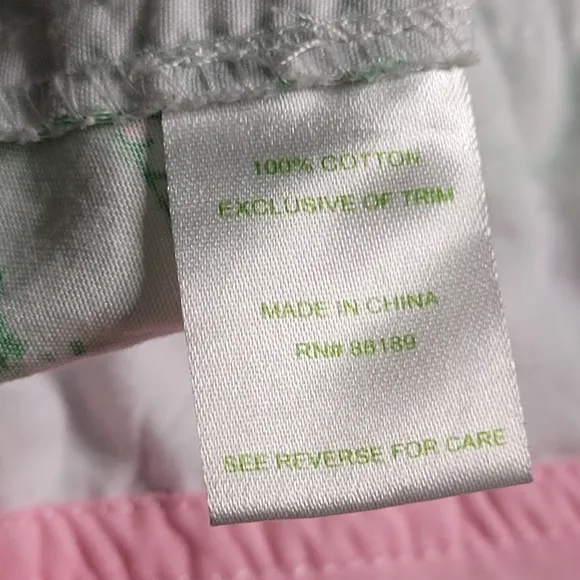 100% COTTON
EXCLUSIVE OF TRIM
MADE IN CHINA
RN# 88189
SEE REVERSE FOR CARE